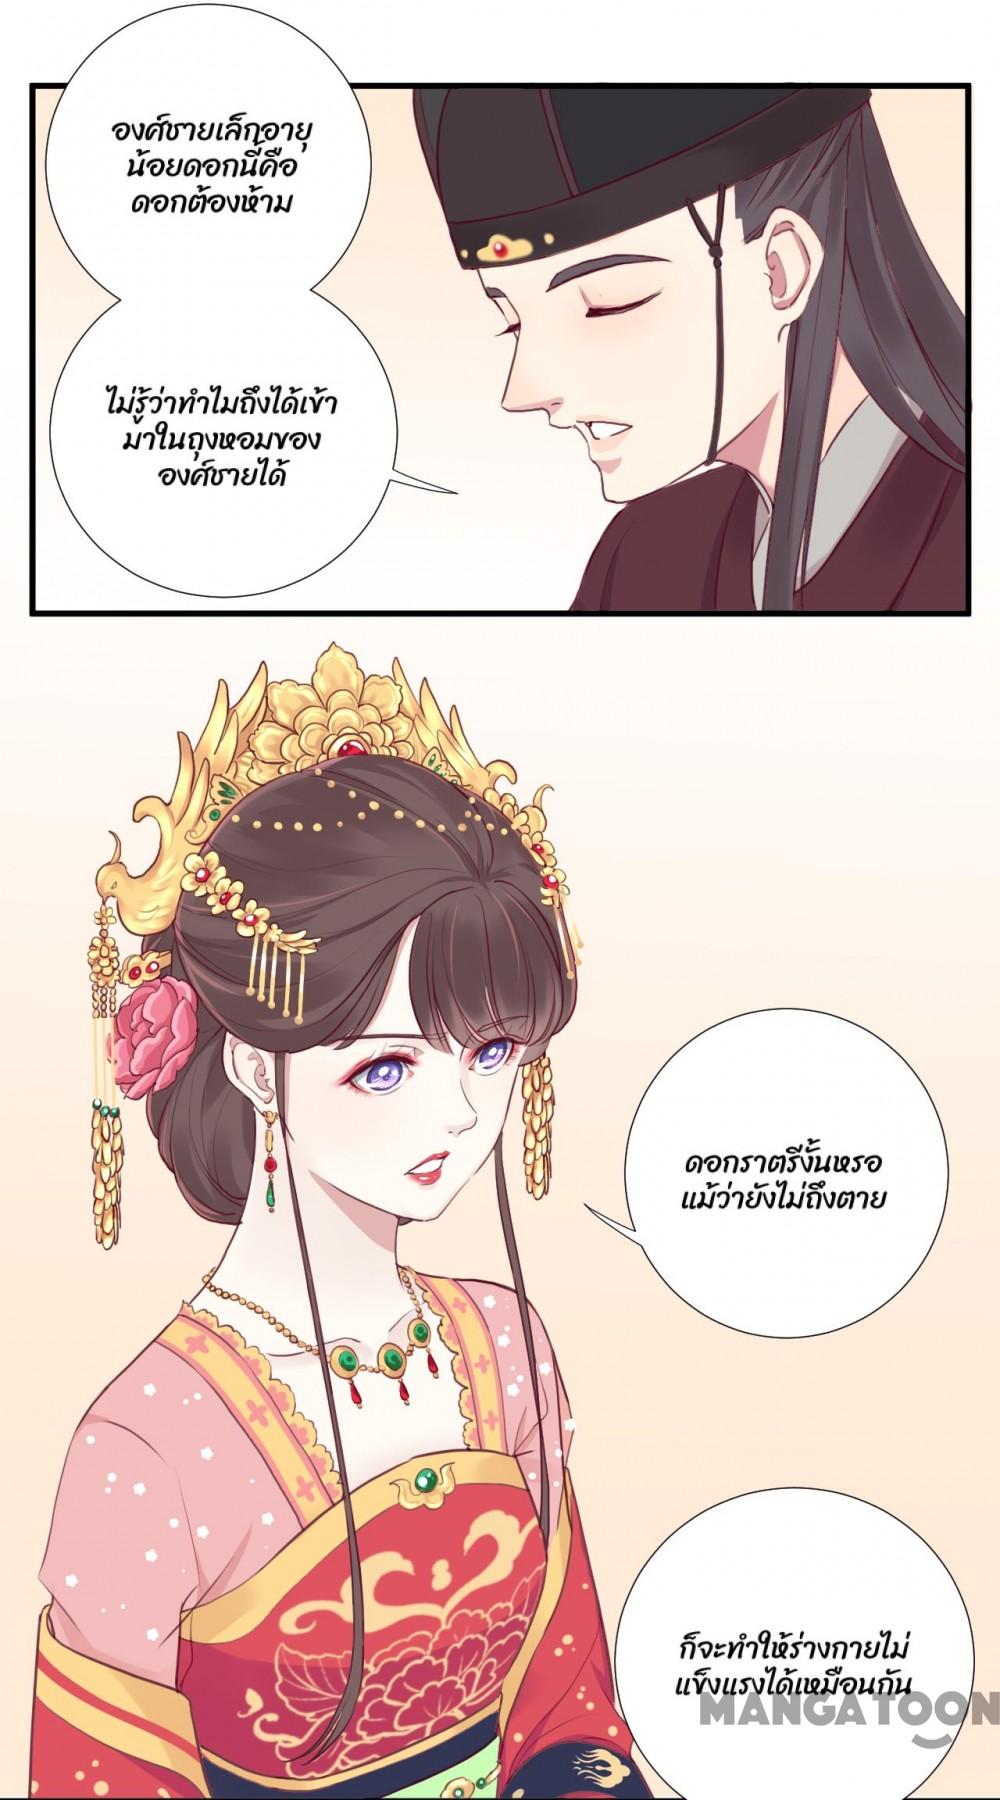 องศ์ชายเล็กอายุ
น้อยดอกนี้คือ
ดอกต้องห้าม
ไม่รู้ว่าทำไมถึงได้เข้า
มาในถุงหอมของ
องศ์ชายได้
ดอกราตรีงั้นหรอ
แม้ว่ายังไม่ถึงตาย
ก็จะทำให้ร่างกายไม่
แข็งแรงได้เหมือนกัน
MANGATOON